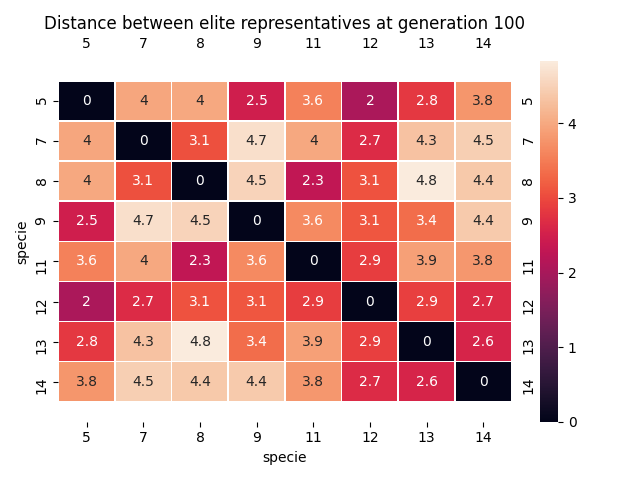 Distance between elite representatives at generation 100
5 7 8 9 11 12 13 14
5 0 4 4 2.5 3.6 2 2.8 3.8 5
7 4 0 3.1 4.7 4 2.7 4.3 4.5 7
8 4 3.1 0 4.5 2.3 3.1 4.8 4.4 8
9 2.5 4.7 4.5 0 3.6 3.1 3.4 4.4 9
11 3.6 4 2.3 3.6 0 2.9 3.9 3.8 11
12 2 2.7 3.1 3.1 2.9 0 2.9 2.7 12
13 2.8 4.3 4.8 3.4 3.9 2.9 0 2.6 13
14 3.8 4.5 4.4 4.4 3.8 2.7 2.6 0 14
5 7 8 9 11 12 13 14
specie
specie
4
3
2
1
0